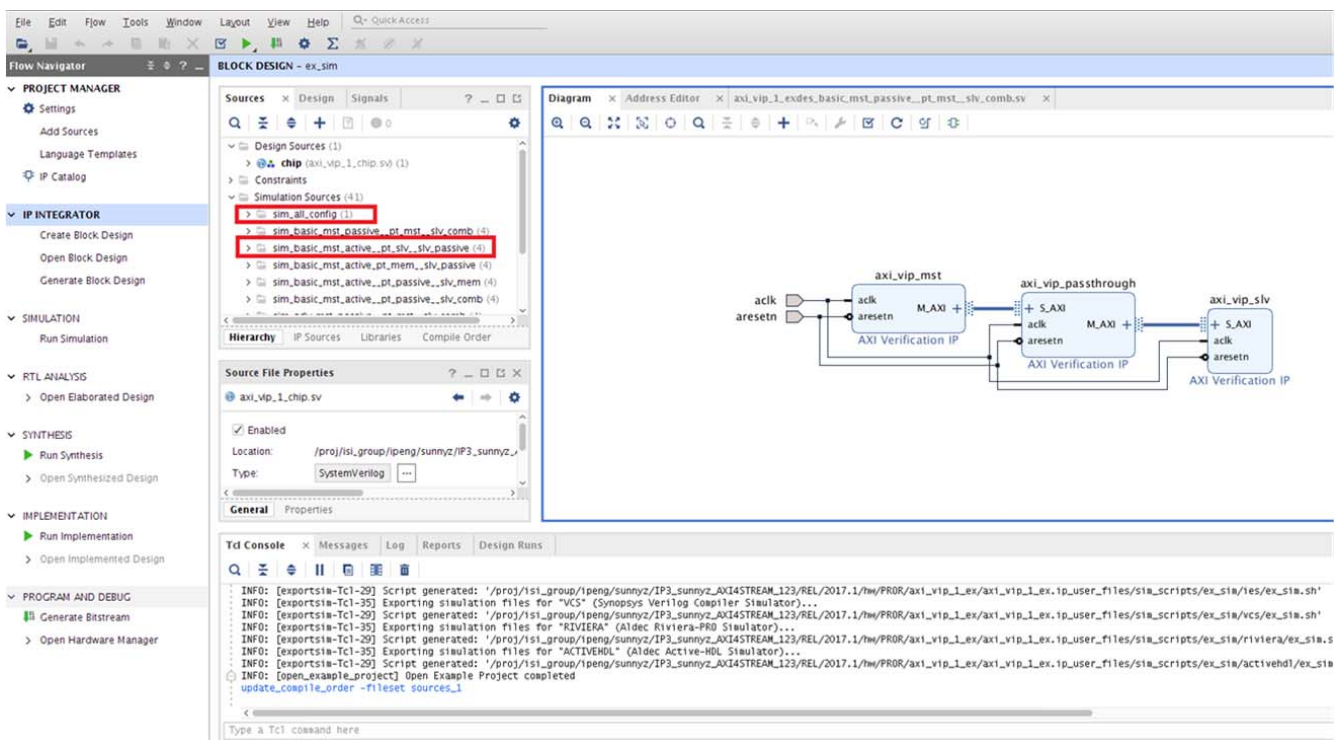 File Edit Flow Tools Window Layout View Help Q- Quick Access
Flow Navigator
BLOCK DESIGN - ex_sim
PROJECT MANAGER
Settings
Add Sources
Language Templates
IP Catalog
IP INTEGRATOR
Create Block Design
Open Block Design
Generate Block Design
SIMULATION
Run Simulation
RTL ANALYSIS
Open Elaborated Design
SYNTHESIS
Run Synthesis
Open Synthesized Design
IMPLEMENTATION
Run Implementation
Open Implemented Design
PROGRAM AND DEBUG
Generate Bitstream
Open Hardware Manager
Sources Design Signals
0
Design Sources (1)
chip (axi_vip_1_chip.sv) (1)
Constraints
Simulation Sources (41)
sim_all_config (1)
sim_basic_mst_passive__pt_mst__slv_comb (4)
sim_basic_mst_active__pt_slv__slv_passive (4)
sim_basic_mst_active_pt_mem__slv_passive (4)
sim_basic_mst_active__pt_passive__slv_mem (4)
sim_basic_mst_active__pt_passive__slv_comb (4)
Hierarchy IP Sources Libraries Compile Order
Source File Properties
axi_vip_1_chip.sv
Enabled
Location: /proj/isi_group/ipeng/sunnyz/IP3_sunnyz_
Type: SystemVerilog ...
General Properties
Diagram Address Editor axi_vip_1_exdes_basic_mst_passive__pt_mst__slv_comb.sv
aclk
aresetn
axi_vip_mst
aclk
aresetn
M_AXI
AXI Verification IP
axi_vip_passthrough
S_AXI
aclk
aresetn
M_AXI
AXI Verification IP
axi_vip_slv
S_AXI
aclk
aresetn
AXI Verification IP
Tcl Console Messages Log Reports Design Runs
INFO: [exportsim-Tcl-29] Script generated: '/proj/isi_group/ipeng/sunnyz/IP3_sunnyz_AXI4STREAM_123/REL/2017.1/hw/PROR/axi_vip_1_ex/axi_vip_1_ex.ip_user_files/sim_scripts/ex_sim/ies/ex_sim.sh'
INFO: [exportsim-Tcl-35] Exporting simulation files for "VCS" (Synopsys Verilog Compiler Simulator)...
INFO: [exportsim-Tcl-29] Script generated: '/proj/isi_group/ipeng/sunnyz/IP3_sunnyz_AXI4STREAM_123/REL/2017.1/hw/PROR/axi_vip_1_ex/axi_vip_1_ex.ip_user_files/sim_scripts/ex_sim/vcs/ex_sim.sh'
INFO: [exportsim-Tcl-35] Exporting simulation files for "RIVIERA" (Aldec Riviera-PRO Simulator)...
INFO: [exportsim-Tcl-29] Script generated: '/proj/isi_group/ipeng/sunnyz/IP3_sunnyz_AXI4STREAM_123/REL/2017.1/hw/PROR/axi_vip_1_ex/axi_vip_1_ex.ip_user_files/sim_scripts/ex_sim/riviera/ex_sim.s
INFO: [exportsim-Tcl-35] Exporting simulation files for "ACTIVEHDL" (Aldec Active-HDL Simulator)...
INFO: [exportsim-Tcl-29] Script generated: '/proj/isi_group/ipeng/sunnyz/IP3_sunnyz_AXI4STREAM_123/REL/2017.1/hw/PROR/axi_vip_1_ex/axi_vip_1_ex.ip_user_files/sim_scripts/ex_sim/activehdl/ex_sim
INFO: [open_example_project] Open Example Project completed
update_compile_order -fileset sources_1
Type a Tcl command here